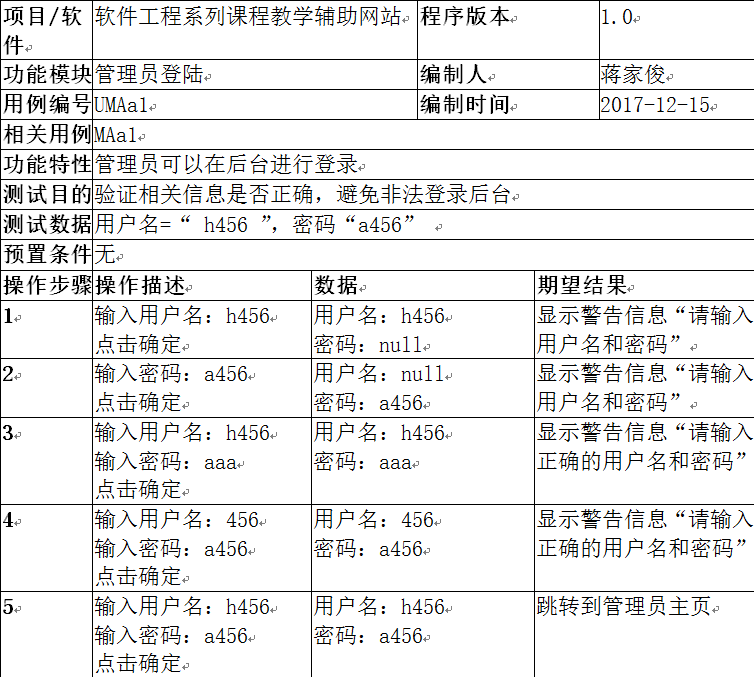 项目/软件 软件工程系列课程教学辅助网站 程序版本 1.0
功能模块 管理员登陆 编制人 蒋家俊
用例编号 UMAa1 编制时间 2017-12-15
相关用例 MAa1
功能特性 管理员可以在后台进行登录
测试目的 验证相关信息是否正确，避免非法登录后台
测试数据 用户名=“ h456 ”，密码“a456”
预置条件 无
操作步骤 操作描述 数据 期望结果
1 输入用户名：h456 用户名：h456 显示警告信息“请输入
点击确定 密码：null 用户名和密码”
2 输入密码：a456 用户名：null 显示警告信息“请输入
点击确定 密码：a456 用户名和密码”
3 输入用户名：h456 用户名：h456 显示警告信息“请输入
输入密码：aaa 密码：aaa 正确的用户名和密码”
点击确定
4 输入用户名：456 用户名：456 显示警告信息“请输入
输入密码：a456 密码：a456 正确的用户名和密码”
点击确定
5 输入用户名：h456 用户名：h456 跳转到管理员主页
输入密码：a456 密码：a456
点击确定